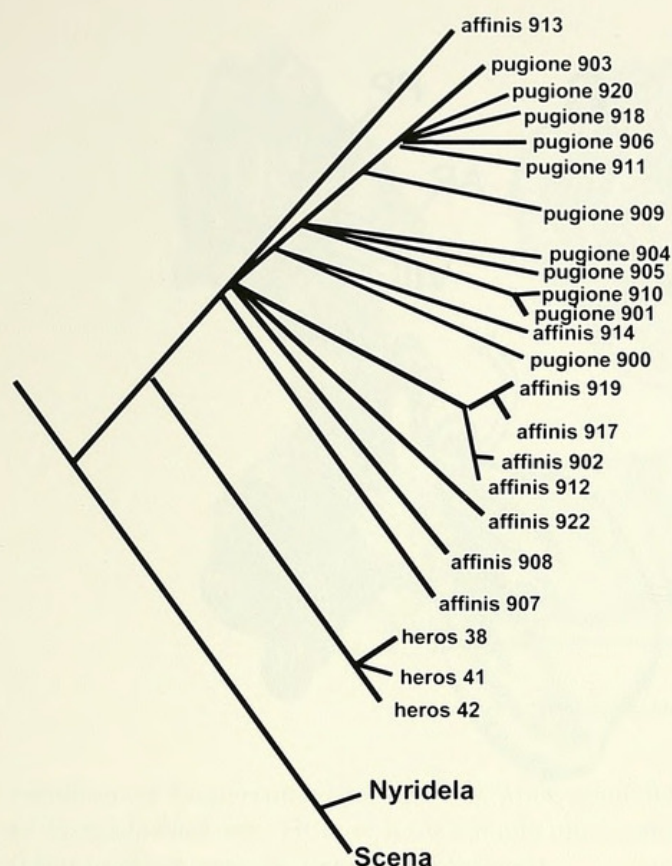 affinis 913
pugione 903
pugione 920
pugione 918
pugione 906
pugione 911
pugione 909
pugione 904
pugione 905
pugione 910
pugione 901
affinis 914
pugione 900
affinis 919
affinis 917
affinis 902
affinis 912
affinis 922
affinis 908
affinis 907
heros 38
heros 41
heros 42
Nyridela
Scena